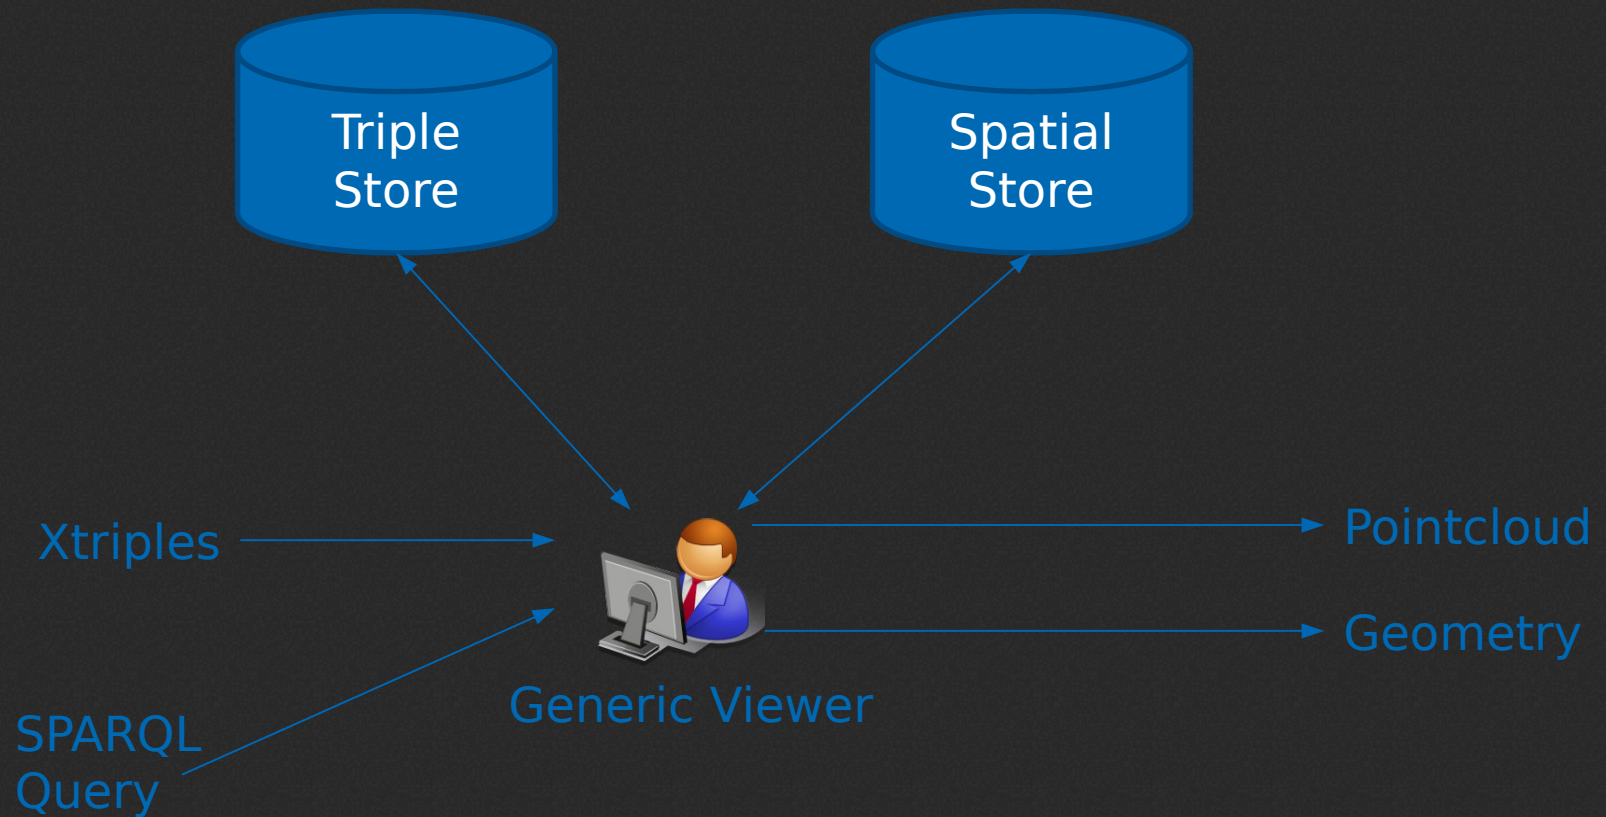 Triple
Store
Spatial
Store
Xtriples
Pointcloud
Geometry
Generic Viewer
SPARQL
Query